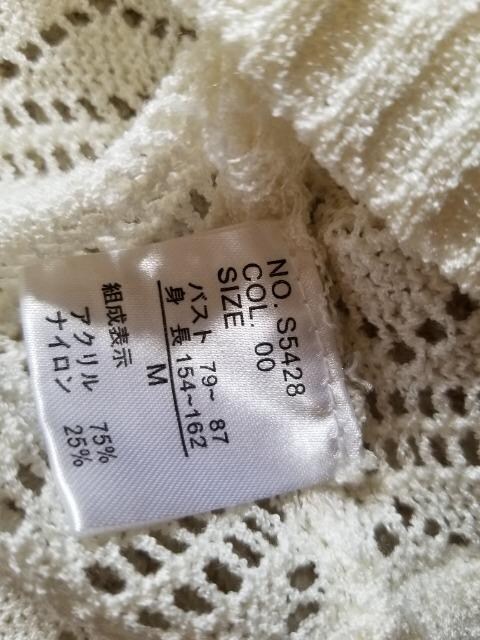 NO. S5428
COL. 00
SIZE
バスト 79~ 87
身 長 154~162
M
組成表示
アクリル 75%
ナイロン 25%